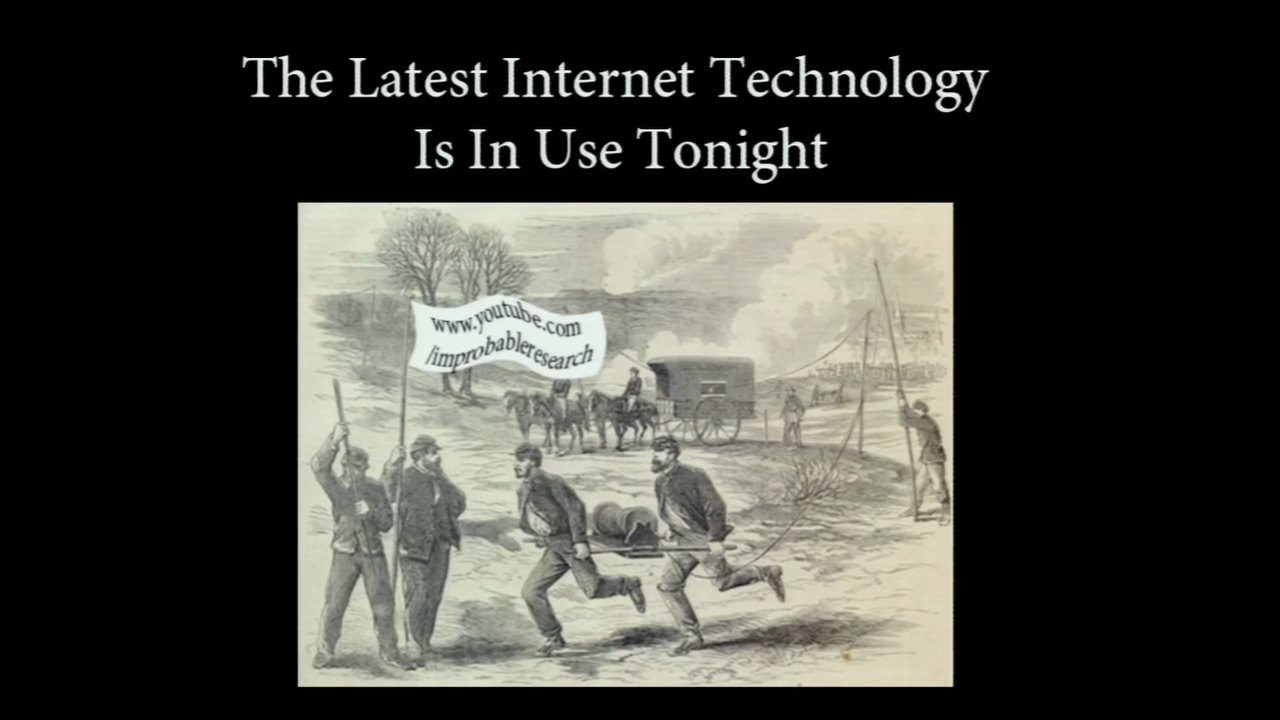 The Latest Internet Technology
Is In Use Tonight
www.youtube.com
/improbableresearch